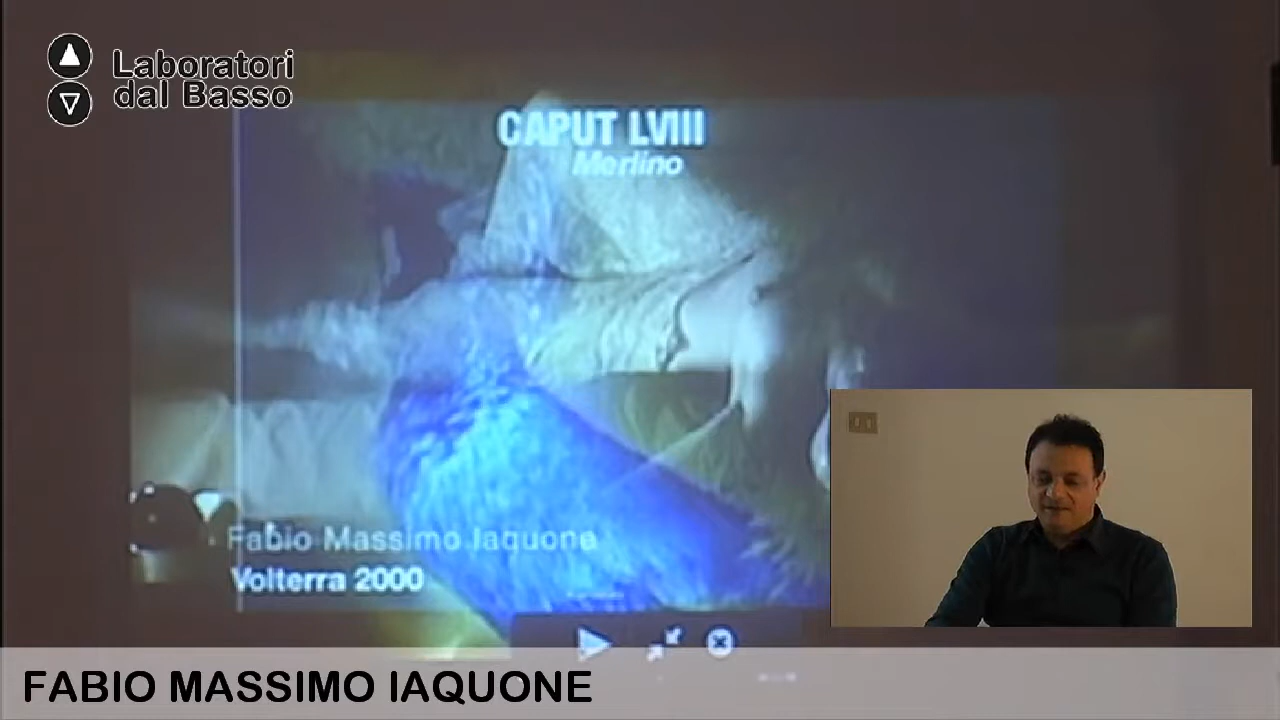 Laboratori
dal Basso
CAPUT LVIII
Merlino
Fabio Massimo Iaquone
Volterra 2000
FABIO MASSIMO IAQUONE